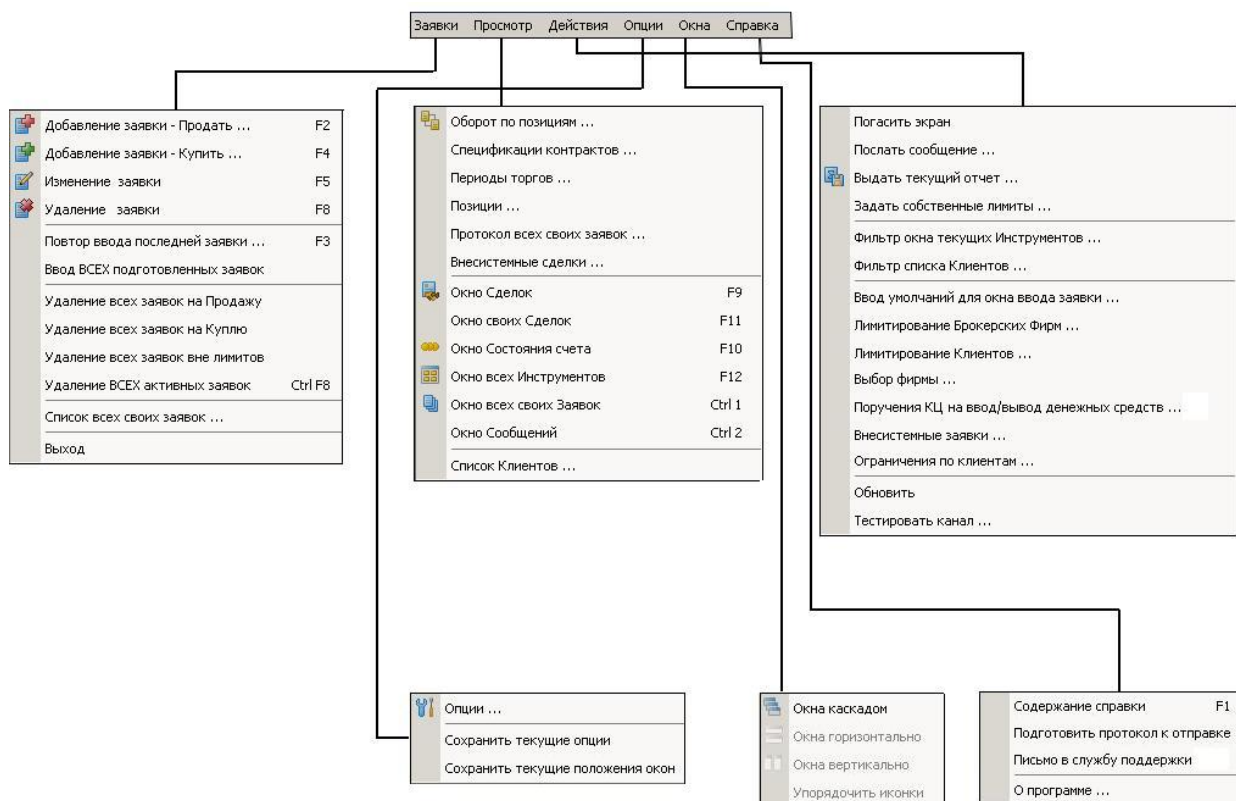 Заявки Просмотр Действия Опции Окна Справка
Добавление заявки - Продать ... F2
Добавление заявки - Купить ... F4
Изменение заявки F5
Удаление заявки F8
Повтор ввода последней заявки ... F3
Ввод ВСЕХ подготовленных заявок
Удаление всех заявок на Продажу
Удаление всех заявок на Куплю
Удаление всех заявок вне лимитов
Удаление ВСЕХ активных заявок Ctrl F8
Список всех своих заявок ...
Выход
Оборот по позициям ...
Спецификации контрактов ...
Периоды торгов ...
Позиции ...
Протокол всех своих заявок ...
Внесистемные сделки ...
Окно Сделок F9
Окно своих Сделок F11
Окно Состояния счета F10
Окно всех Инструментов F12
Окно всех своих Заявок Ctrl 1
Окно Сообщений Ctrl 2
Список Клиентов ...
Погасить экран
Послать сообщение ...
Выдать текущий отчет ...
Задать собственные лимиты ...
Фильтр окна текущих Инструментов ...
Фильтр списка Клиентов ...
Ввод умолчаний для окна ввода заявки ...
Лимитирование Брокерских Фирм ...
Лимитирование Клиентов ...
Выбор фирмы ...
Поручения КЦ на ввод/вывод денежных средств ...
Внесистемные заявки ...
Ограничения по клиентам ...
Обновить
Тестировать канал ...
Опции ...
Сохранить текущие опции
Сохранить текущие положения окон
Окна каскадом
Окна горизонтально
Окна вертикально
Упорядочить иконки
Содержание справки F1
Подготовить протокол к отправке
Письмо в службу поддержки
О программе ...